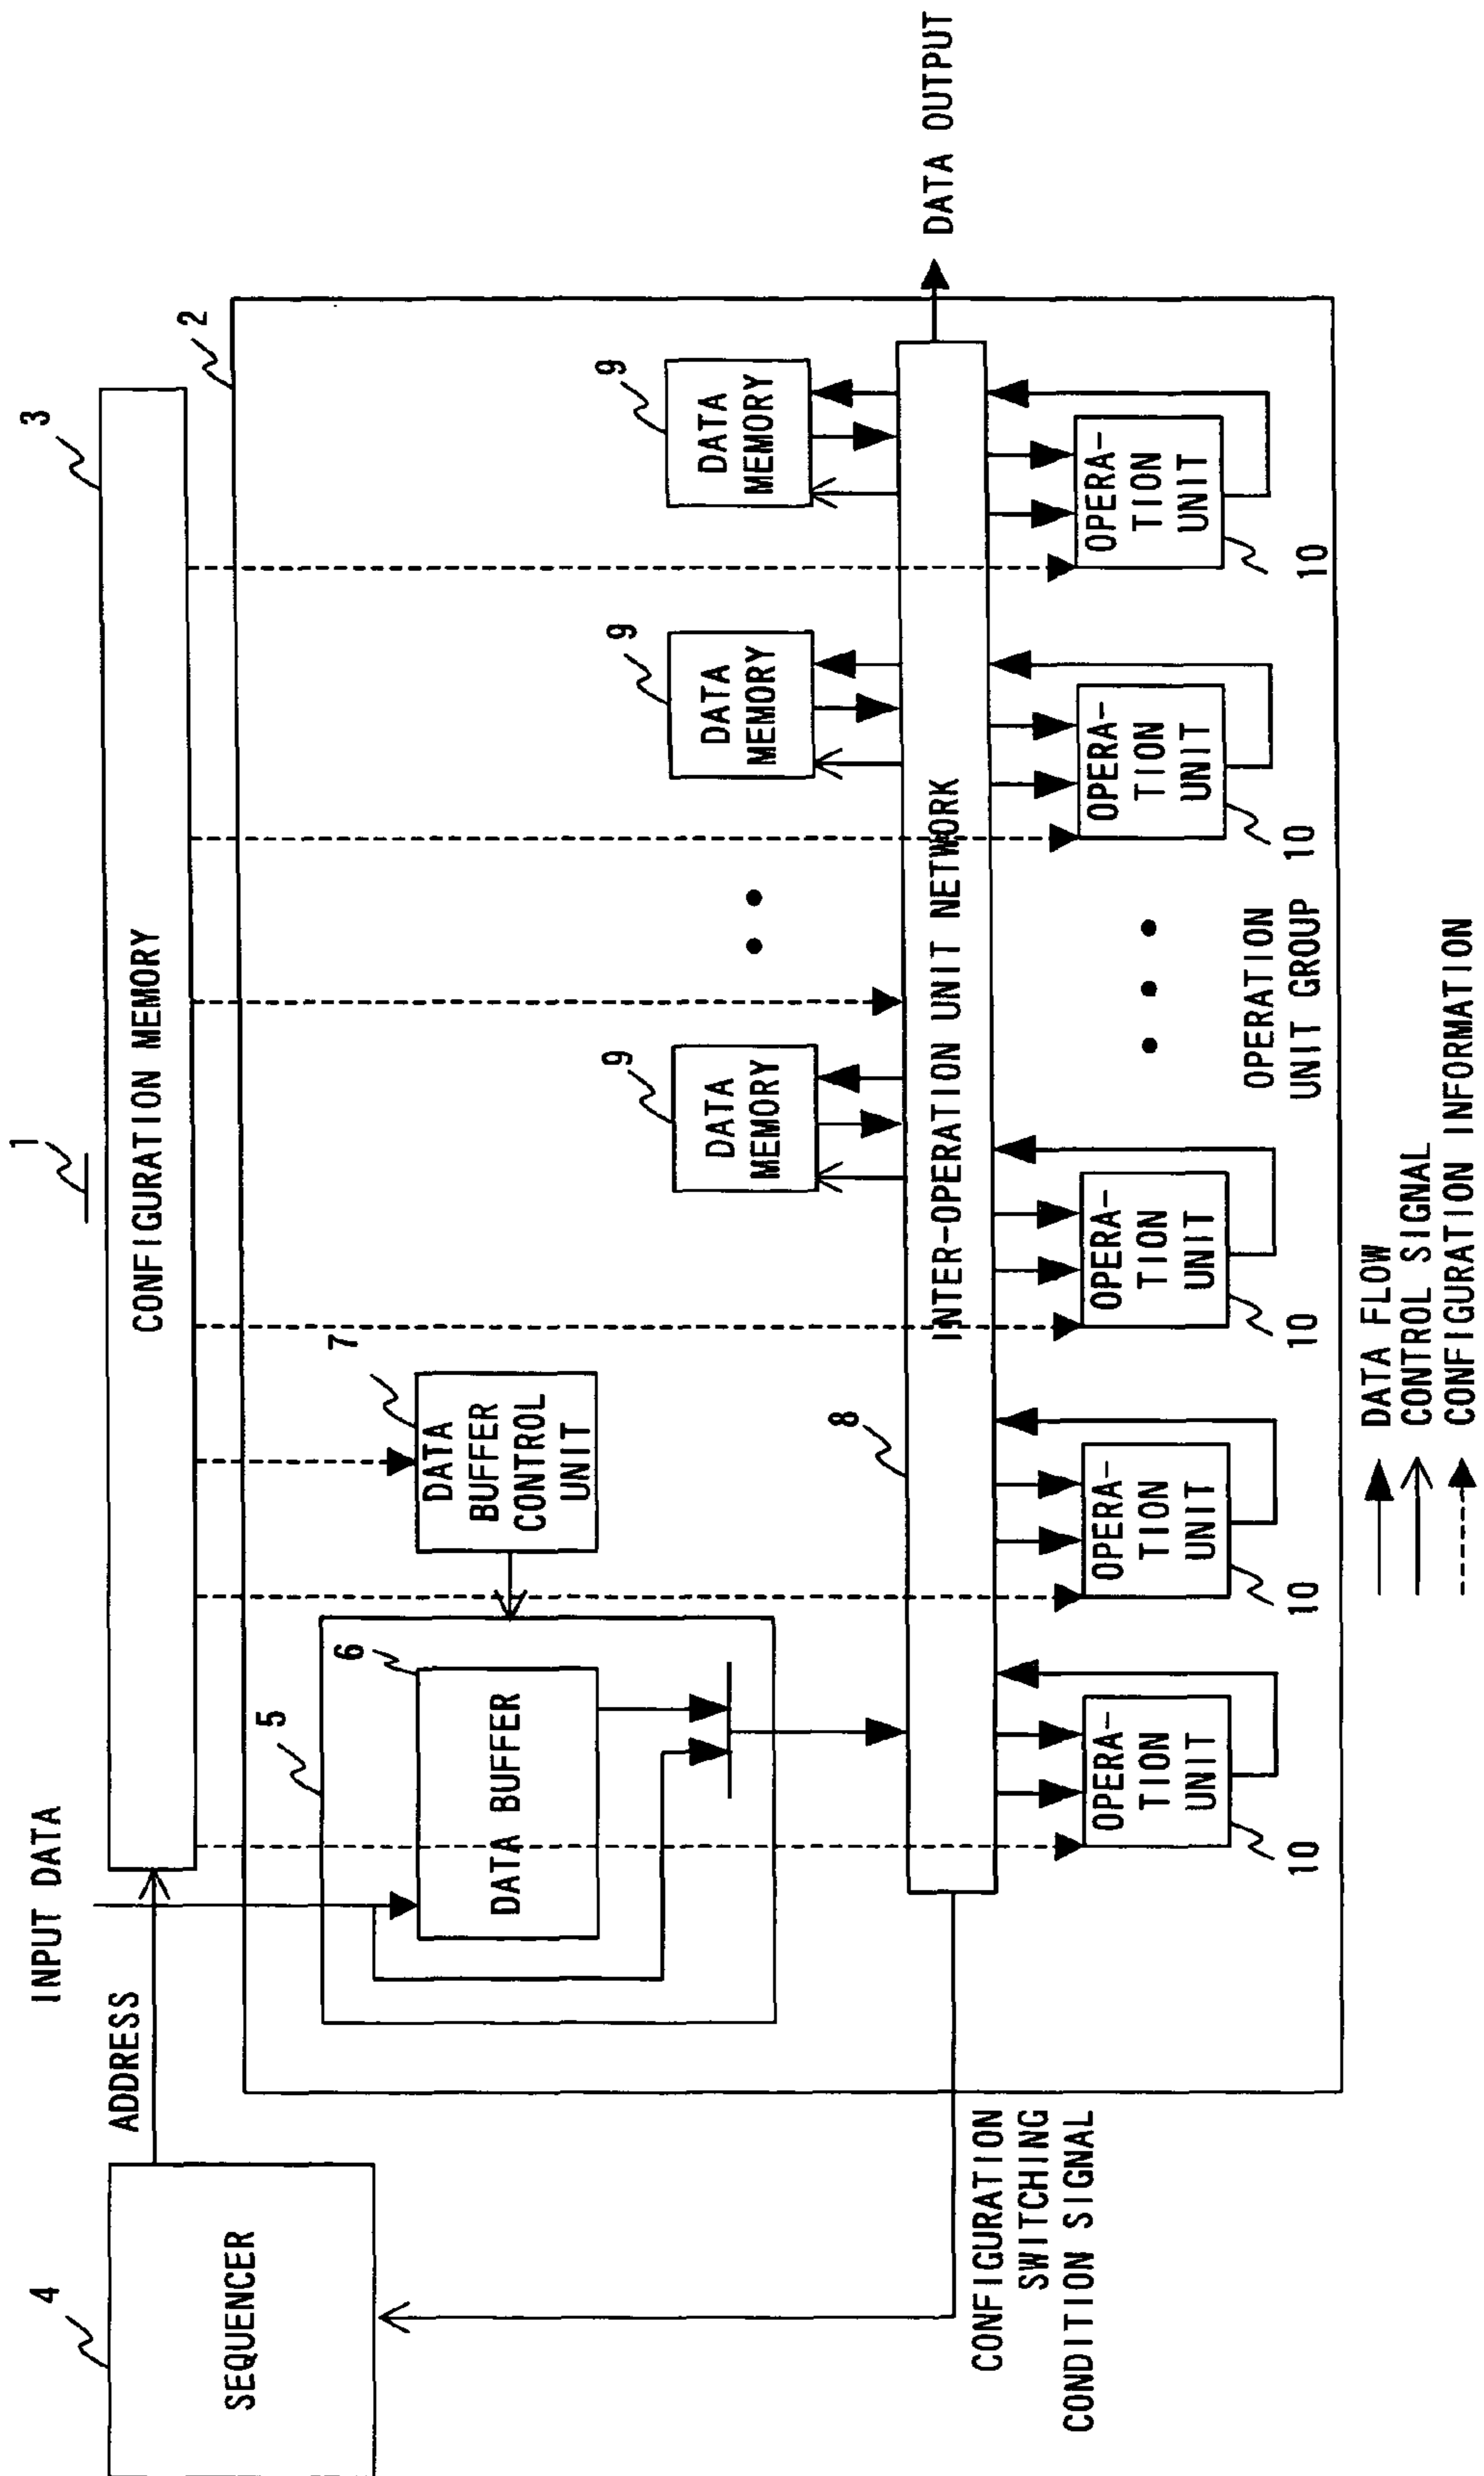 1
INPUT DATA
3
4
ADDRESS
CONFIGURATION MEMORY
2
SEQUENCER
5
6
7
DATA BUFFER
DATA
BUFFER
CONTROL
UNIT
9
DATA
MEMORY
9
DATA
MEMORY
9
DATA
MEMORY
8
INTER-OPERATION UNIT NETWORK
DATA OUTPUT
CONFIGURATION
SWITCHING
CONDITION SIGNAL
OPERA-
TION
UNIT
10
OPERA-
TION
UNIT
10
OPERA-
TION
UNIT
10
OPERA-
TION
UNIT
10
OPERA-
TION
UNIT
10
OPERATION
UNIT GROUP
DATA FLOW
CONTROL SIGNAL
CONFIGURATION INFORMATION